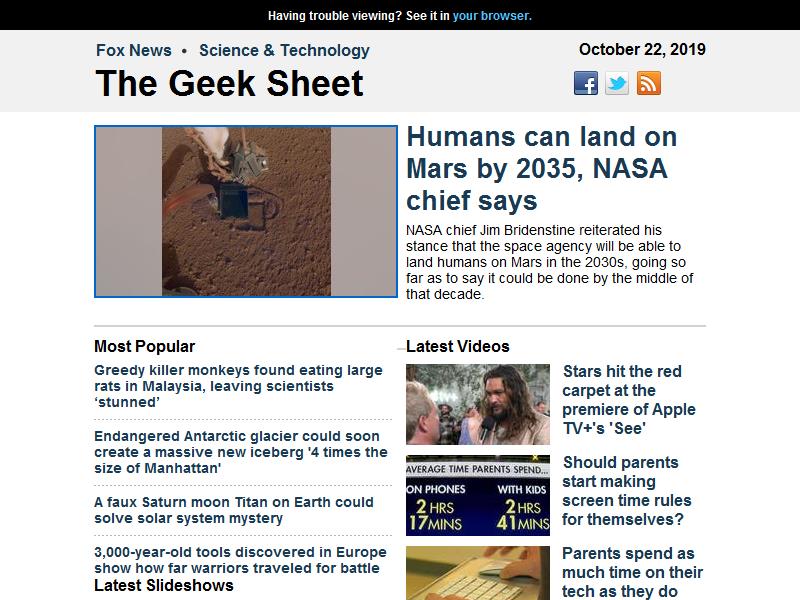 Having trouble viewing? See it in your browser.
Fox News • Science & Technology
October 22, 2019
The Geek Sheet
Humans can land on
Mars by 2035, NASA
chief says
NASA chief Jim Bridenstine reiterated his
stance that the space agency will be able to
land humans on Mars in the 2030s, going so
far as to say it could be done by the middle of
that decade.
Most Popular
Greedy killer monkeys found eating large
rats in Malaysia, leaving scientists
‘stunned’
Endangered Antarctic glacier could soon
create a massive new iceberg '4 times the
size of Manhattan'
A faux Saturn moon Titan on Earth could
solve solar system mystery
3,000-year-old tools discovered in Europe
show how far warriors traveled for battle
Latest Slideshows
Latest Videos
Stars hit the red
carpet at the
premiere of Apple
TV+'s 'See'
AVERAGE TIME PARENTS SPEND...
ON PHONES
WITH KIDS
2 HRS
2 HRS
17 MINS
41 MINS
Should parents
start making
screen time rules
for themselves?
Parents spend as
much time on their
tech as they do